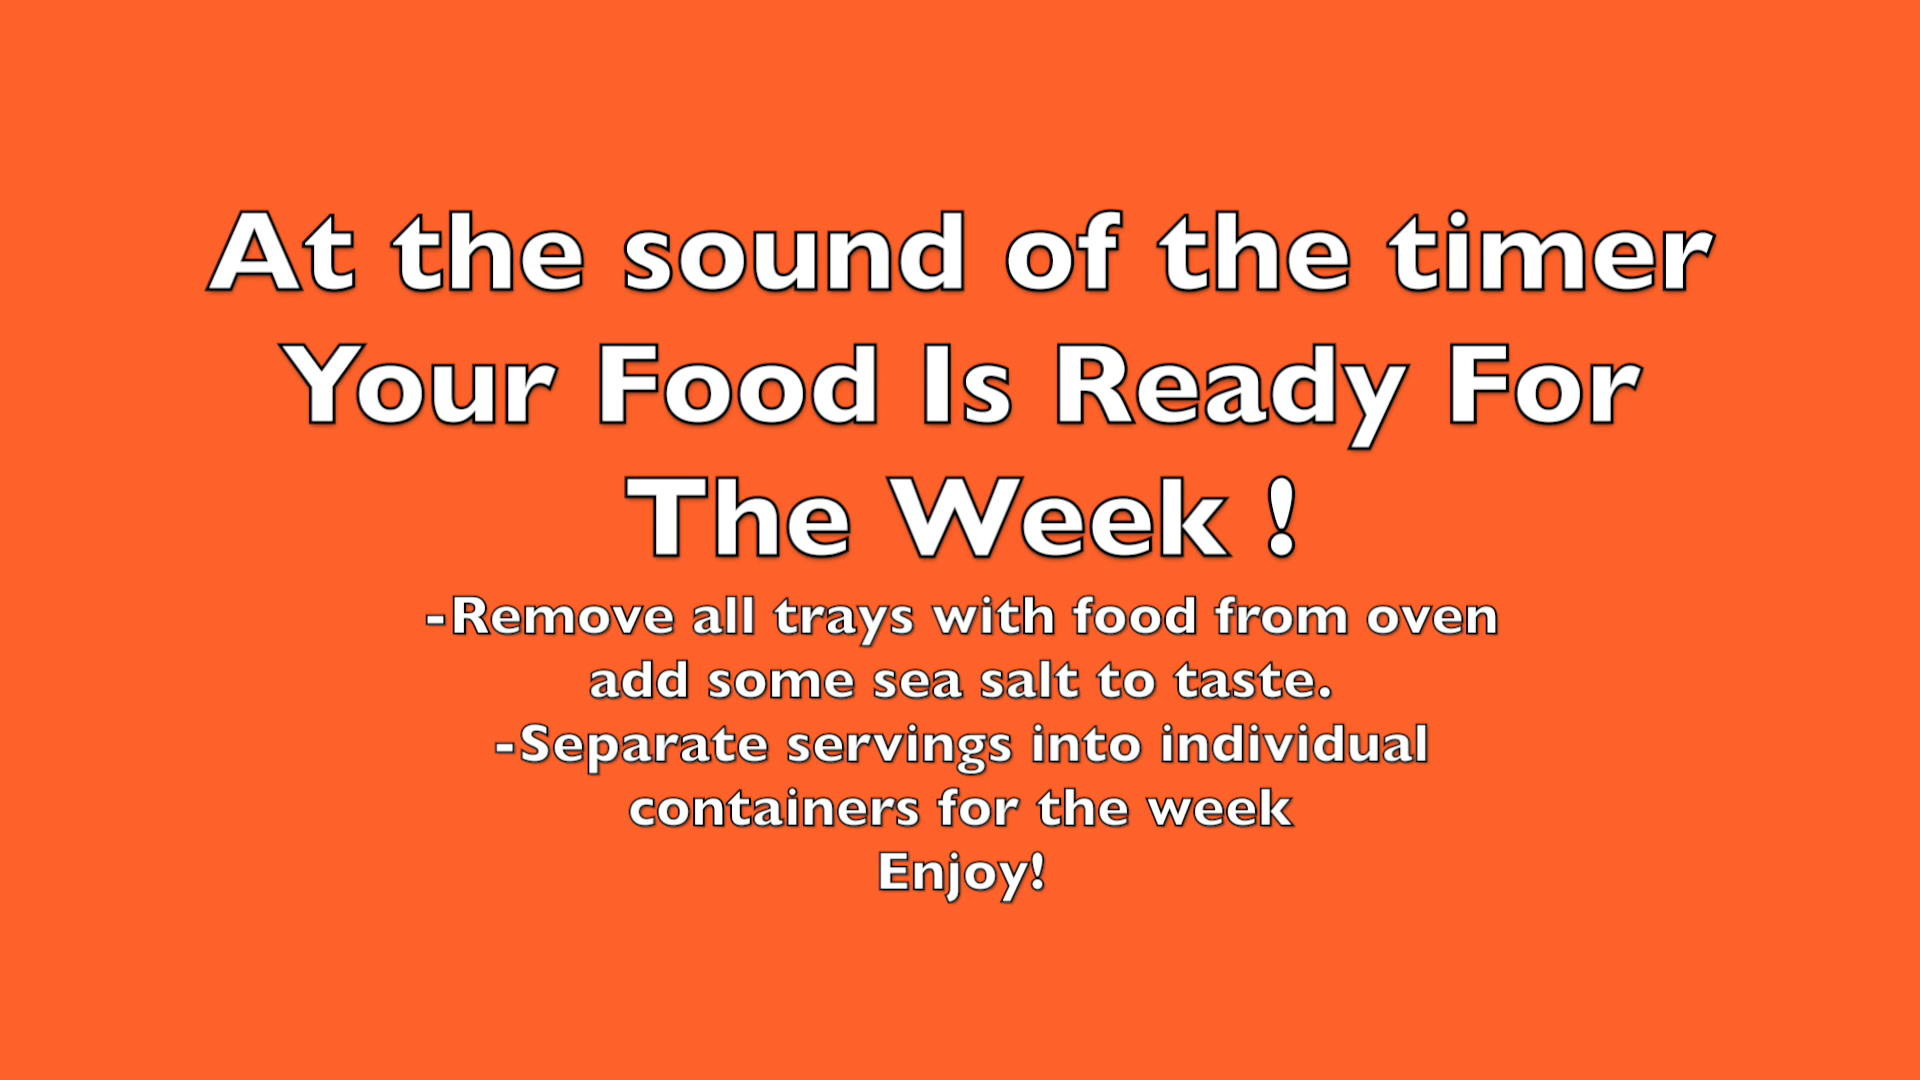 At the sound of the timer
Your Food Is Ready For
The Week !
-Remove all trays with food from oven
add some sea salt to taste.
-Separate servings into individual
containers for the week
Enjoy!